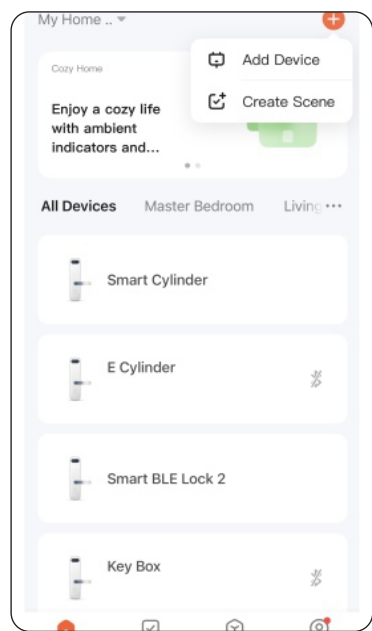 My Home ..
Add Device
Create Scene
Cozy Home
Enjoy a cozy life
with ambient
indicators and...
All Devices Master Bedroom Living
Smart Cylinder
E Cylinder
Smart BLE Lock 2
Key Box